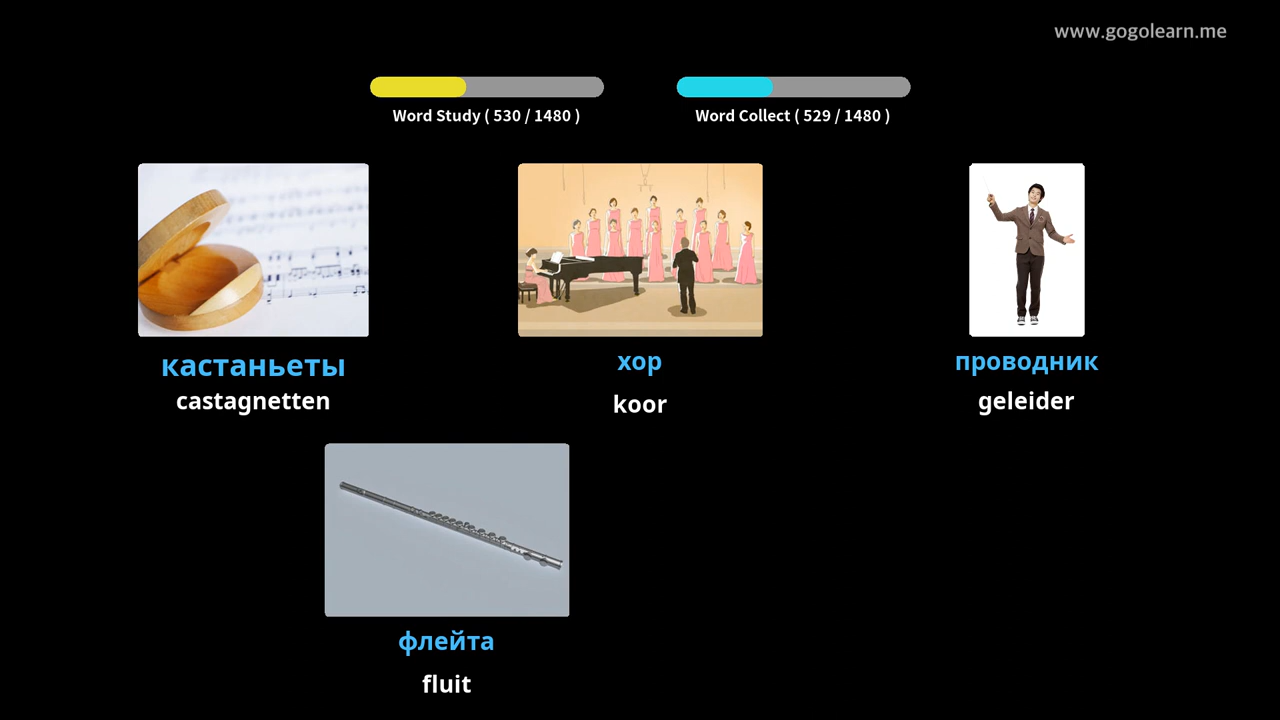 www.gogolearn.me
Word Study ( 530 / 1480 )
Word Collect ( 529 / 1480 )
кастаньеты
castagnetten
хор
koor
проводник
geleider
флейта
fluit